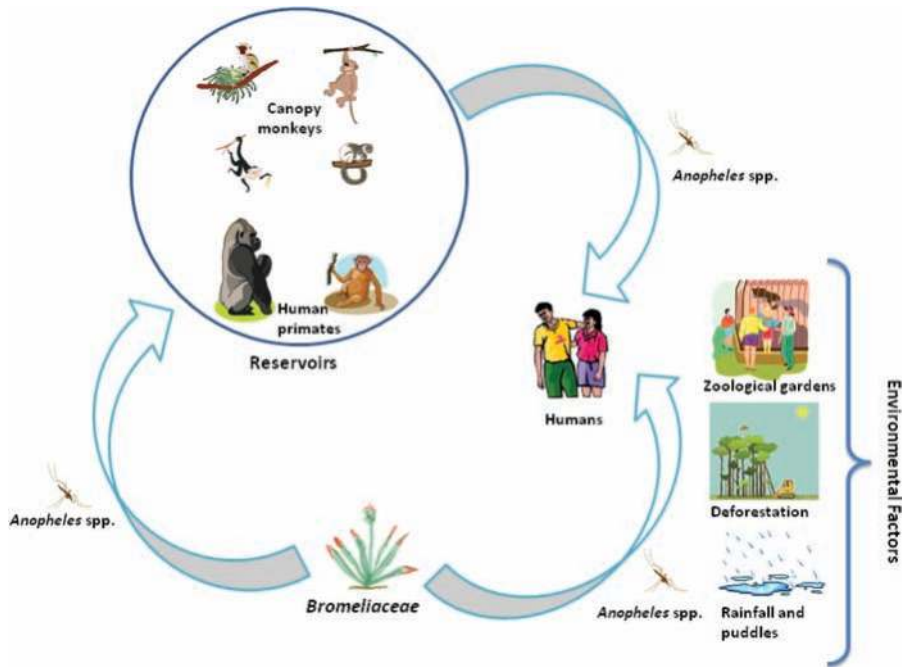 Canopy
monkeys
Human
primates
Reservoirs
Anopheles spp.
Humans
Zoological gardens
Deforestation
Rainfall and
puddles
Environmental Factors
Anopheles spp.
Bromeliaceae
Anopheles spp.